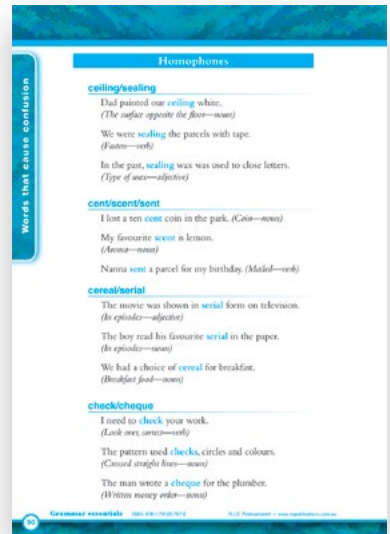 Homophones
Words that cause confusion
ceiling/sealing
Dad painted our ceiling white.
(The surface opposite the floor—noun)
We were sealing the parcels with tape.
(Fasten—verb)
In the past, sealing wax was used to close letters.
(Type of wax—adjective)
cent/scent/sent
I lost a ten cent coin in the park. (Coin—noun)
My favourite scent is lemon.
(Aroma—noun)
Nanna sent a parcel for my birthday. (Mailed—verb)
cereal/serial
The movie was shown in serial form on television.
(In episodes—adjective)
The boy read his favourite serial in the paper.
(In episodes—noun)
We had a choice of cereal for breakfast.
(Breakfast food—noun)
check/cheque
I need to check your work.
(Look over, correct—verb)
The pattern used checks, circles and colours.
(Crossed straight lines—noun)
The man wrote a cheque for the plumber.
(Written money order—noun)
50 Grammar essentials